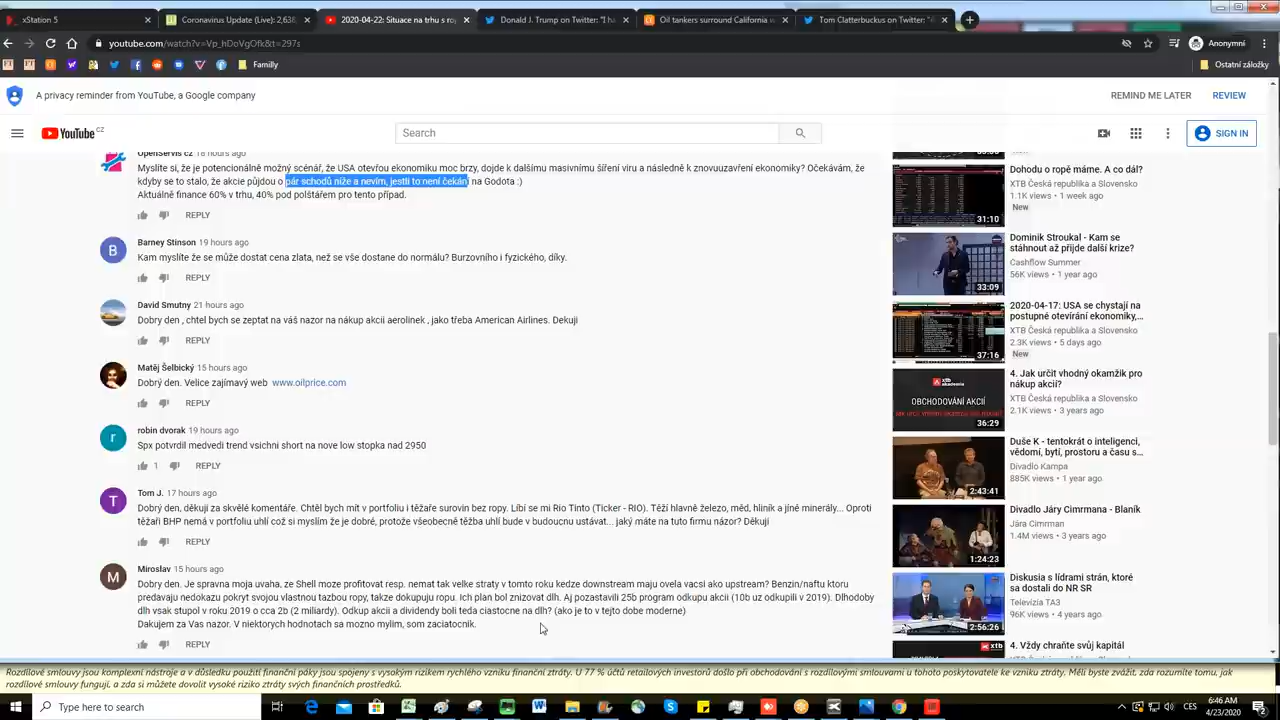 xStation 5
Coronavirus Update (Live): 2,638,
2020-04-22: Situace na trhu s ro
Donald J. Trump on Twitter: "I ha
Oil tankers surround California w
Tom Clatterbuckus on Twitter: "
youtube.com/watch?v=Vp_hDoVgOfk&t=297s
Anonymní
Family
Ostatní záložky
A privacy reminder from YouTube, a Google company
REMIND ME LATER
REVIEW
YouTube CZ
Search
SIGN IN
OpenServis cz 18 hours ago
Myslíte si, že je potencionálně možný scénář, že USA otevřou ekonomiku moc brzy, dojde k dalšímu masivnímu šíření viru a následně k znovuuzavření ekonomiky? Očekávám, že
kdyby se to stalo, že akcie půjdou o pár schodů níže a nevím, jestli to není čekání na Godota :)
Aktuálně finance 60% v trhu, 40% pod polštářem pro tento případ.
REPLY
Barney Stinson 19 hours ago
Kam myslíte že se může dostat cena zlata, než se vše dostane do normálu? Burzovního i fyzického, díky.
REPLY
David Smutny 21 hours ago
Dobry den , chtel bych se zeptat na vas nazor na nákup akcii aerolinek , jako třeba American Airlines. Dekuji
REPLY
Matěj Šelbický 15 hours ago
Dobrý den. Velice zajímavý web www.oilprice.com
REPLY
robin dvorak 19 hours ago
Spx potvrdil medvedi trend vsichni short na nove low stopka nad 2950
1 REPLY
Tom J. 17 hours ago
Dobrý den, děkuji za skvělé komentáře. Chtěl bych mít v portfoliu i těžaře surovin bez ropy. Líbí se mi Rio Tinto (Ticker - RIO). Těží hlavně železo, měď, hliník a jiné minerály... Oproti
těžaři BHP nemá v portfoliu uhlí což si myslím že je dobré, protože všeobecně těžba uhlí bude v budoucnu ustávat... jaký máte na tuto firmu názor? Děkuji
REPLY
Miroslav 15 hours ago
Dobry den. Je spravna moja uvaha, ze Shell moze profitovat resp. nemat tak velke straty v tomto roku kedze downstream maju ovela vacsi ako upstream? Benzin/naftu ktoru
predavaju nedokazu pokryt svojou vlastnou tazbou ropy, takze dokupuju ropu. Ich plan bol znizovat dlh. Aj pozastavili 25b program odkupu akcii (10b uz odkupili v 2019). Dlhodoby
dlh vsak stupol v roku 2019 o cca 2b (2 miliardy). Odkup akcii a dividendy boli teda ciastocne na dlh? (ako je to v tejto dobe moderne)
Dakujem za Vas nazor. V niektorych hodnotach sa mozno mylim, som zaciatocnik.
REPLY
Dohodu o ropě máme. A co dál?
XTB Česká republika a Slovensko
1.1K views • 1 week ago
New
31:10
Dominik Stroukal - Kam se
stáhnout až přijde další krize?
Cashflow Summer
56K views • 1 year ago
33:09
2020-04-17: USA se chystají na
postupné otevírání ekonomiky,...
XTB Česká republika a Slovensko
2.3K views • 5 days ago
New
37:16
4. Jak určit vhodný okamžik pro
nákup akcií?
XTB Česká republika a Slovensko
2.1K views • 3 years ago
xtb
akademia
OBCHODOVÁNÍ AKCIÍ
JAK URČIT VHODNÝ OKAMŽIK PRO NÁKUP?
36:29
Duše K - tentokrát o inteligenci,
vědomí, bytí, prostoru a času s...
Divadlo Kampa
885K views • 1 year ago
2:43:41
Divadlo Járy Cimrmana - Blaník
Jára Cimrman
1.4M views • 3 years ago
1:24:23
Diskusia s lídrami strán, ktoré
sa dostali do NR SR
Televízia TA3
96K views • 4 years ago
2:56:26
4. Vždy chraňte svůj kapitál
xtb
Rozdílové smlouvy jsou komplexní nástroje a v důsledku použití finanční páky jsou spojeny s vysokým rizikem rychlého vzniku finanční ztráty. U 77 % účtů retailových investorů došlo při obchodování s rozdílovými smlouvami u tohoto poskytovatele ke vzniku ztráty. Měli byste zvážit, zda rozumíte tomu, jak
rozdílové smlouvy fungují, a zda si můžete dovolit vysoké riziko ztráty svých finančních prostředků.
Type here to search
CES
6:46 AM
4/23/2020